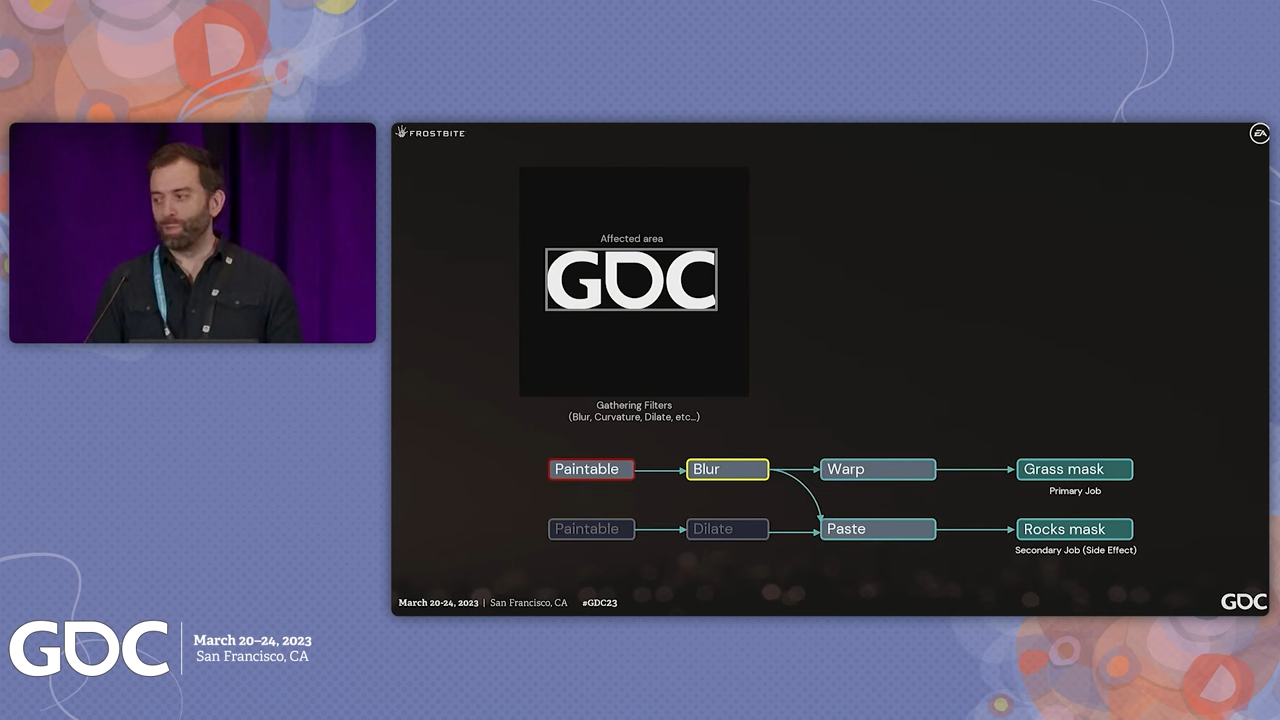 FROSTBITE
EA
Affected area
GDC
Gathering Filters
(Blur, Curvature, Dilate, etc...)
Paintable
Blur
Warp
Grass mask
Primary Job
Paintable
Dilate
Paste
Rocks mask
Secondary Job (Side Effect)
March 20-24, 2023 | San Francisco, CA #GDC23
GDC
GDC
March 20–24, 2023
San Francisco, CA